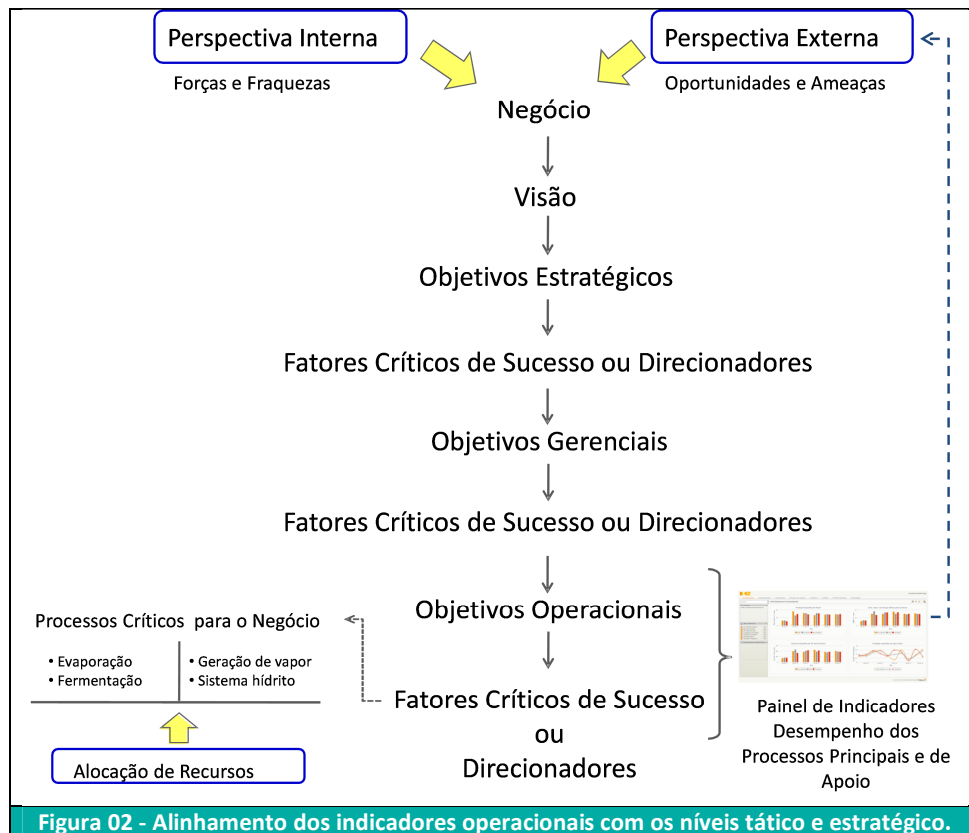 Perspectiva Interna
Perspectiva Externa
Forças e Fraquezas
Oportunidades e Ameaças
Negócio
Visão
Objetivos Estratégicos
Fatores Críticos de Sucesso ou Direcionadores
Objetivos Gerenciais
Fatores Críticos de Sucesso ou Direcionadores
Objetivos Operacionais
Processos Críticos para o Negócio
• Evaporação
• Fermentação
• Geração de vapor
• Sistema hídrito
Alocação de Recursos
Fatores Críticos de Sucesso
ou
Direcionadores
Painel de Indicadores
Desempenho dos
Processos Principais e de
Apoio
Figura 02 - Alinhamento dos indicadores operacionais com os níveis tático e estratégico.